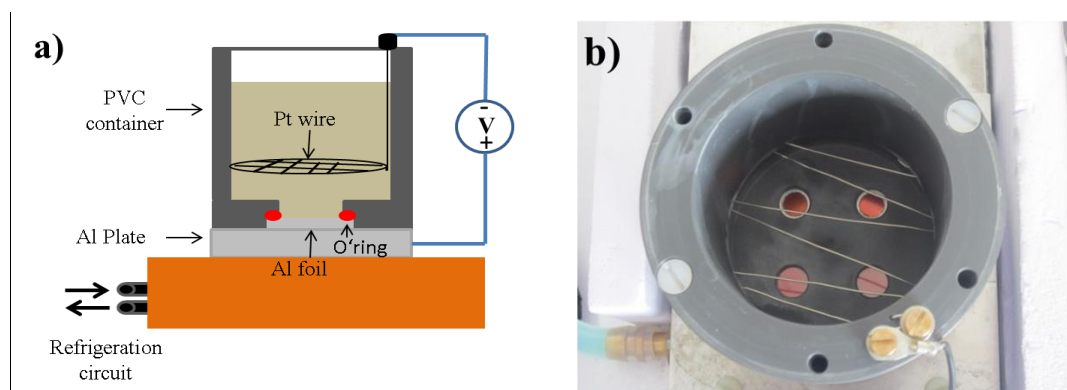 a)
PVC
container
Pt wire
-
V
+
Al Plate
O'ring
Al foil
Refrigeration
circuit
b)